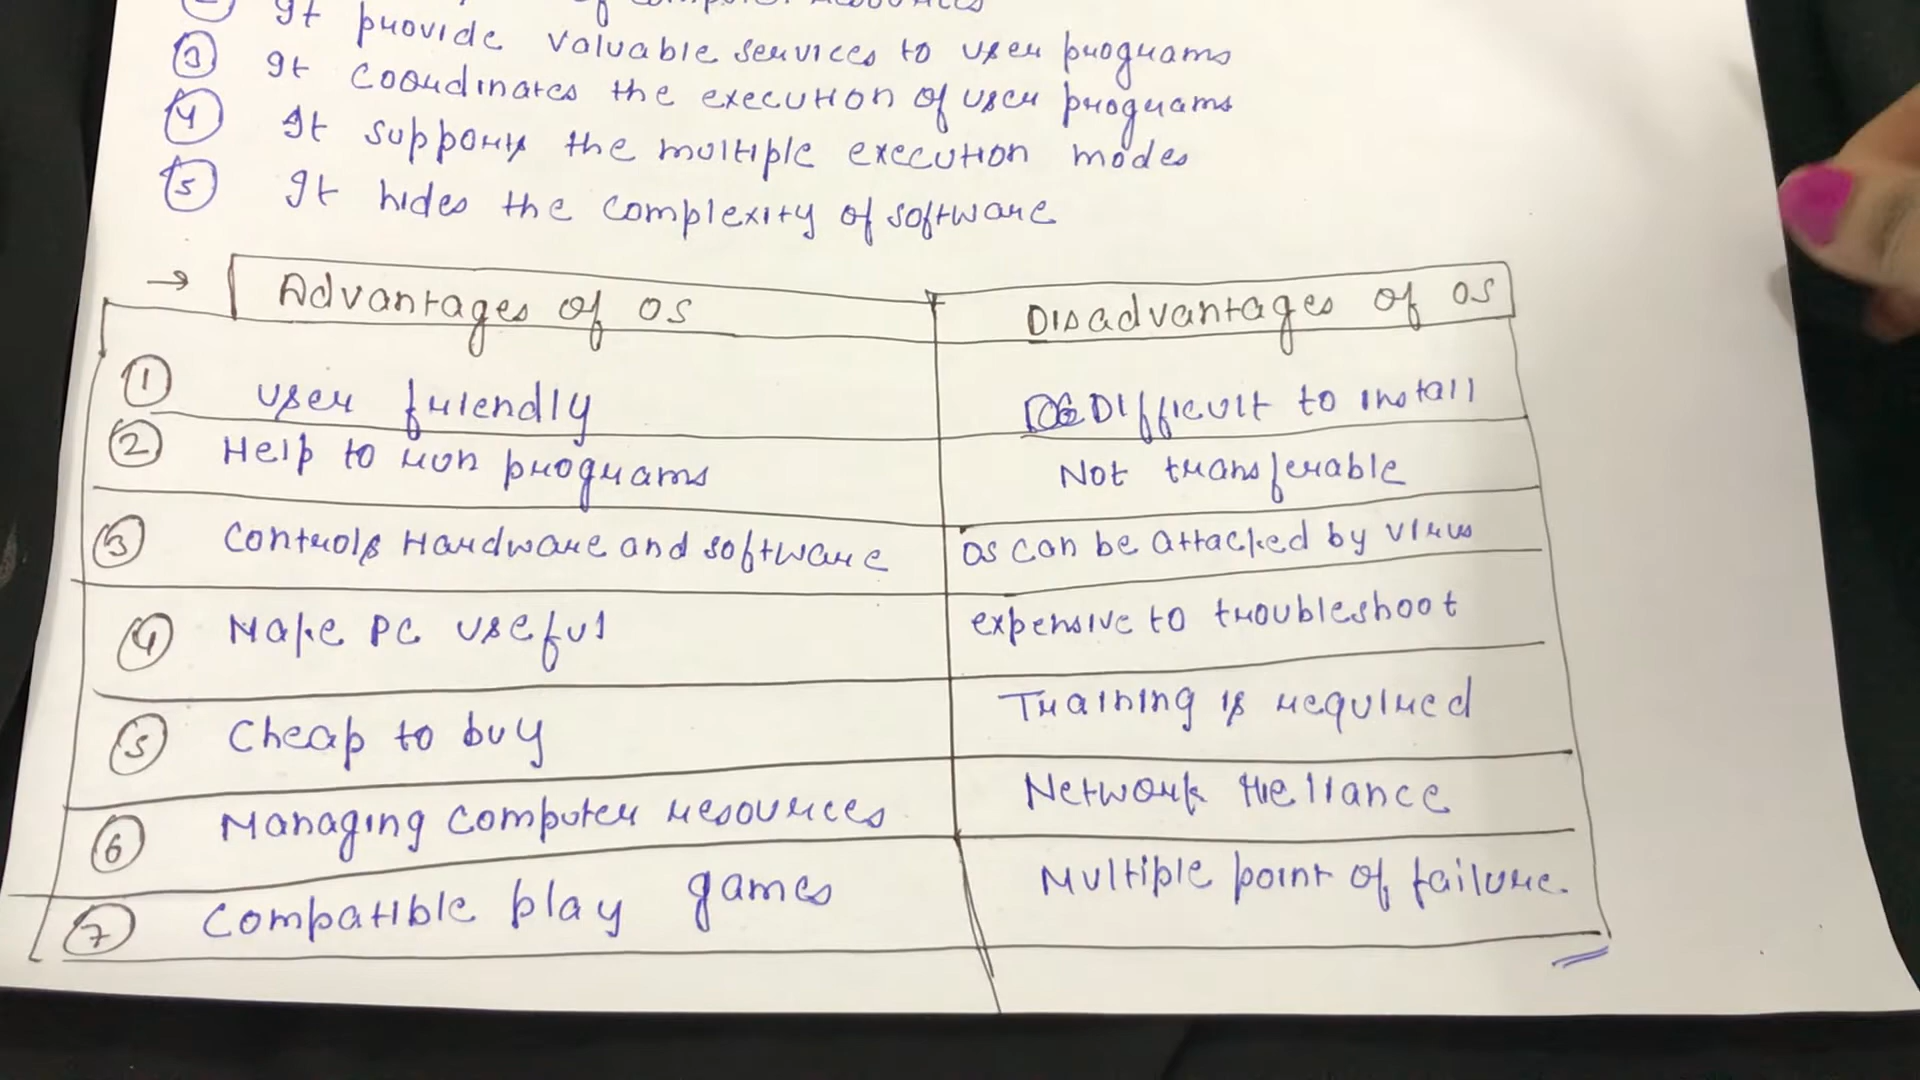 ② It provide valuable services to user programs
③ It coordinates the execution of user programs
④ It supports the multiple execution modes
⑤ It hides the complexity of software
→ Advantages of OS Disadvantages of OS
① User friendly Difficult to install
② Help to run programs Not transferable
③ Controls Hardware and software OS can be attacked by virus
④ Make PC useful expensive to troubleshoot
⑤ Cheap to buy Training is required
⑥ Managing computer resources Network reliance
⑦ Compatible play games Multiple point of failure.